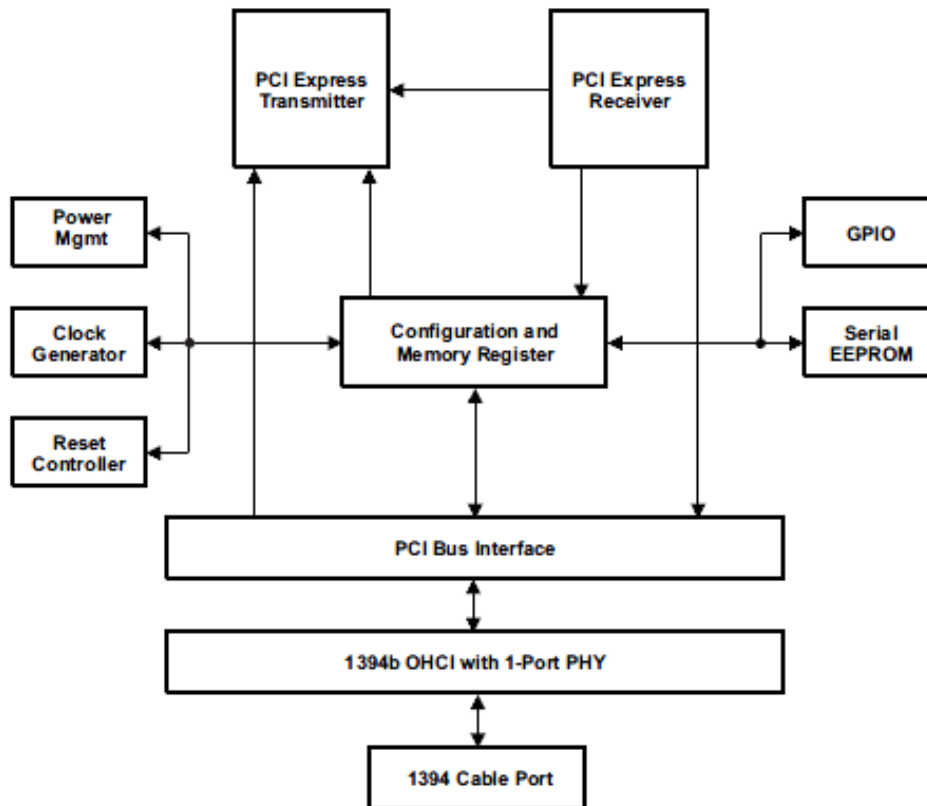 PCI Express
Transmitter
PCI Express
Receiver
Power
Mgmt
GPIO
Clock
Generator
Configuration and
Memory Register
Serial
EEPROM
Reset
Controller
PCI Bus Interface
1394b OHCI with 1-Port PHY
1394 Cable Port